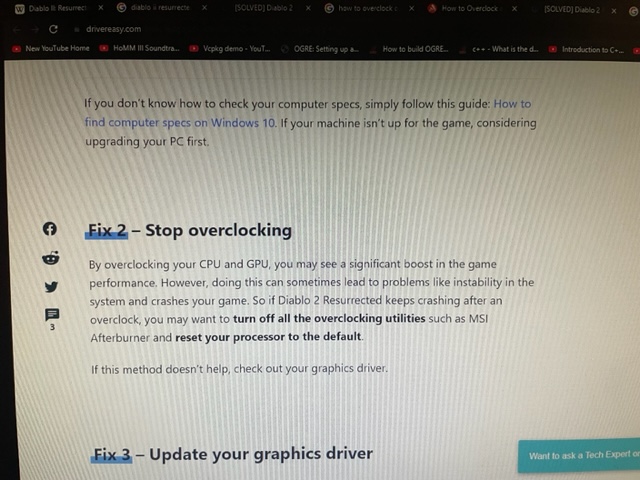 Diablo II: Resurrect
diablo ii resurrecte
[SOLVED] Diablo 2
how to overclock c
How to Overclock
[SOLVED] Diablo 2
drivereasy.com
New YouTube Home
HoMM III Soundtra...
Vcpkg demo - YouT...
OGRE: Setting up a...
How to build OGRE...
c++ - What is the d...
Introduction to C+...
If you don't know how to check your computer specs, simply follow this guide: How to
find computer specs on Windows 10. If your machine isn't up for the game, considering
upgrading your PC first.
Fix 2 – Stop overclocking
By overclocking your CPU and GPU, you may see a significant boost in the game
performance. However, doing this can sometimes lead to problems like instability in the
system and crashes your game. So if Diablo 2 Resurrected keeps crashing after an
overclock, you may want to turn off all the overclocking utilities such as MSI
Afterburner and reset your processor to the default.
3
If this method doesn't help, check out your graphics driver.
Fix 3 – Update your graphics driver
Want to ask a Tech Expert or